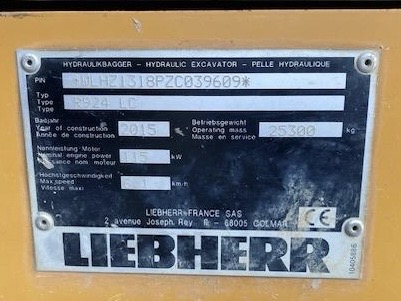 HYDRAULIKBAGGER - HYDRAULIC EXCAVATOR - PELLE HYDRAULIQUE
PIN *WLHZ1318PZC039609*
Typ
Type R924 LC
Type
Baujahr Betriebsgewicht
Year of construction 2015 Operating mass 25300 kg
Année de construction Masse en service
Nennleistung Motor
Nominal engine power 115 kW
Puissance nominale moteur
Höchstgeschwindigkeit
Max.speed km/h
Vitesse maxi
LIEBHERR-FRANCE SAS
2 avenue Joseph Rey F - 68005 COLMAR CE
LIEBHERR
10405886